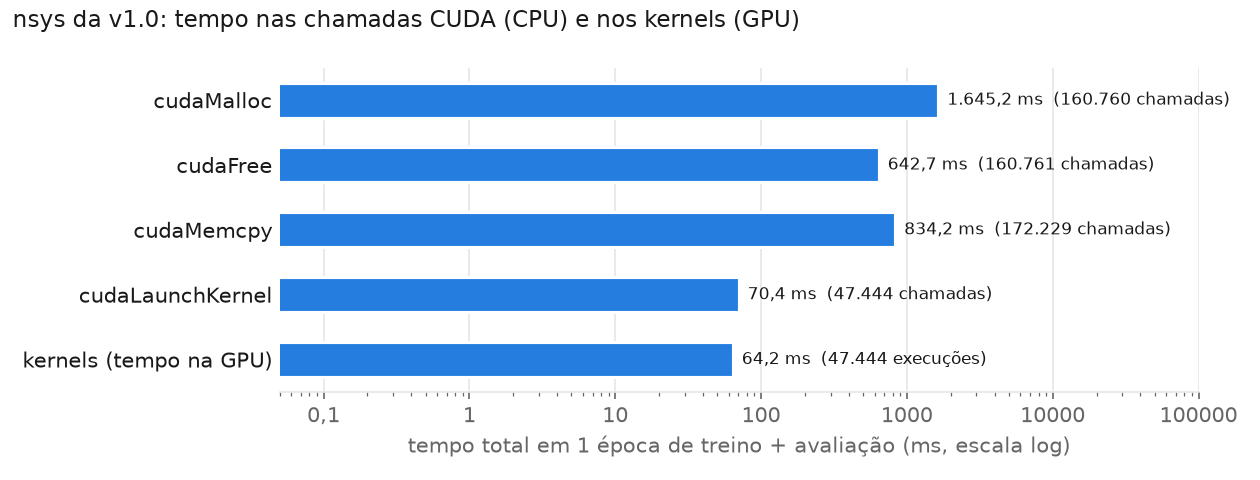 nsys da v1.0: tempo nas chamadas CUDA (CPU) e nos kernels (GPU)
cudaMalloc 1.645,2 ms (160.760 chamadas)
cudaFree 642,7 ms (160.761 chamadas)
cudaMemcpy 834,2 ms (172.229 chamadas)
cudaLaunchKernel 70,4 ms (47.444 chamadas)
kernels (tempo na GPU) 64,2 ms (47.444 execuções)
0,1 1 10 100 1000 10000 100000
tempo total em 1 época de treino + avaliação (ms, escala log)